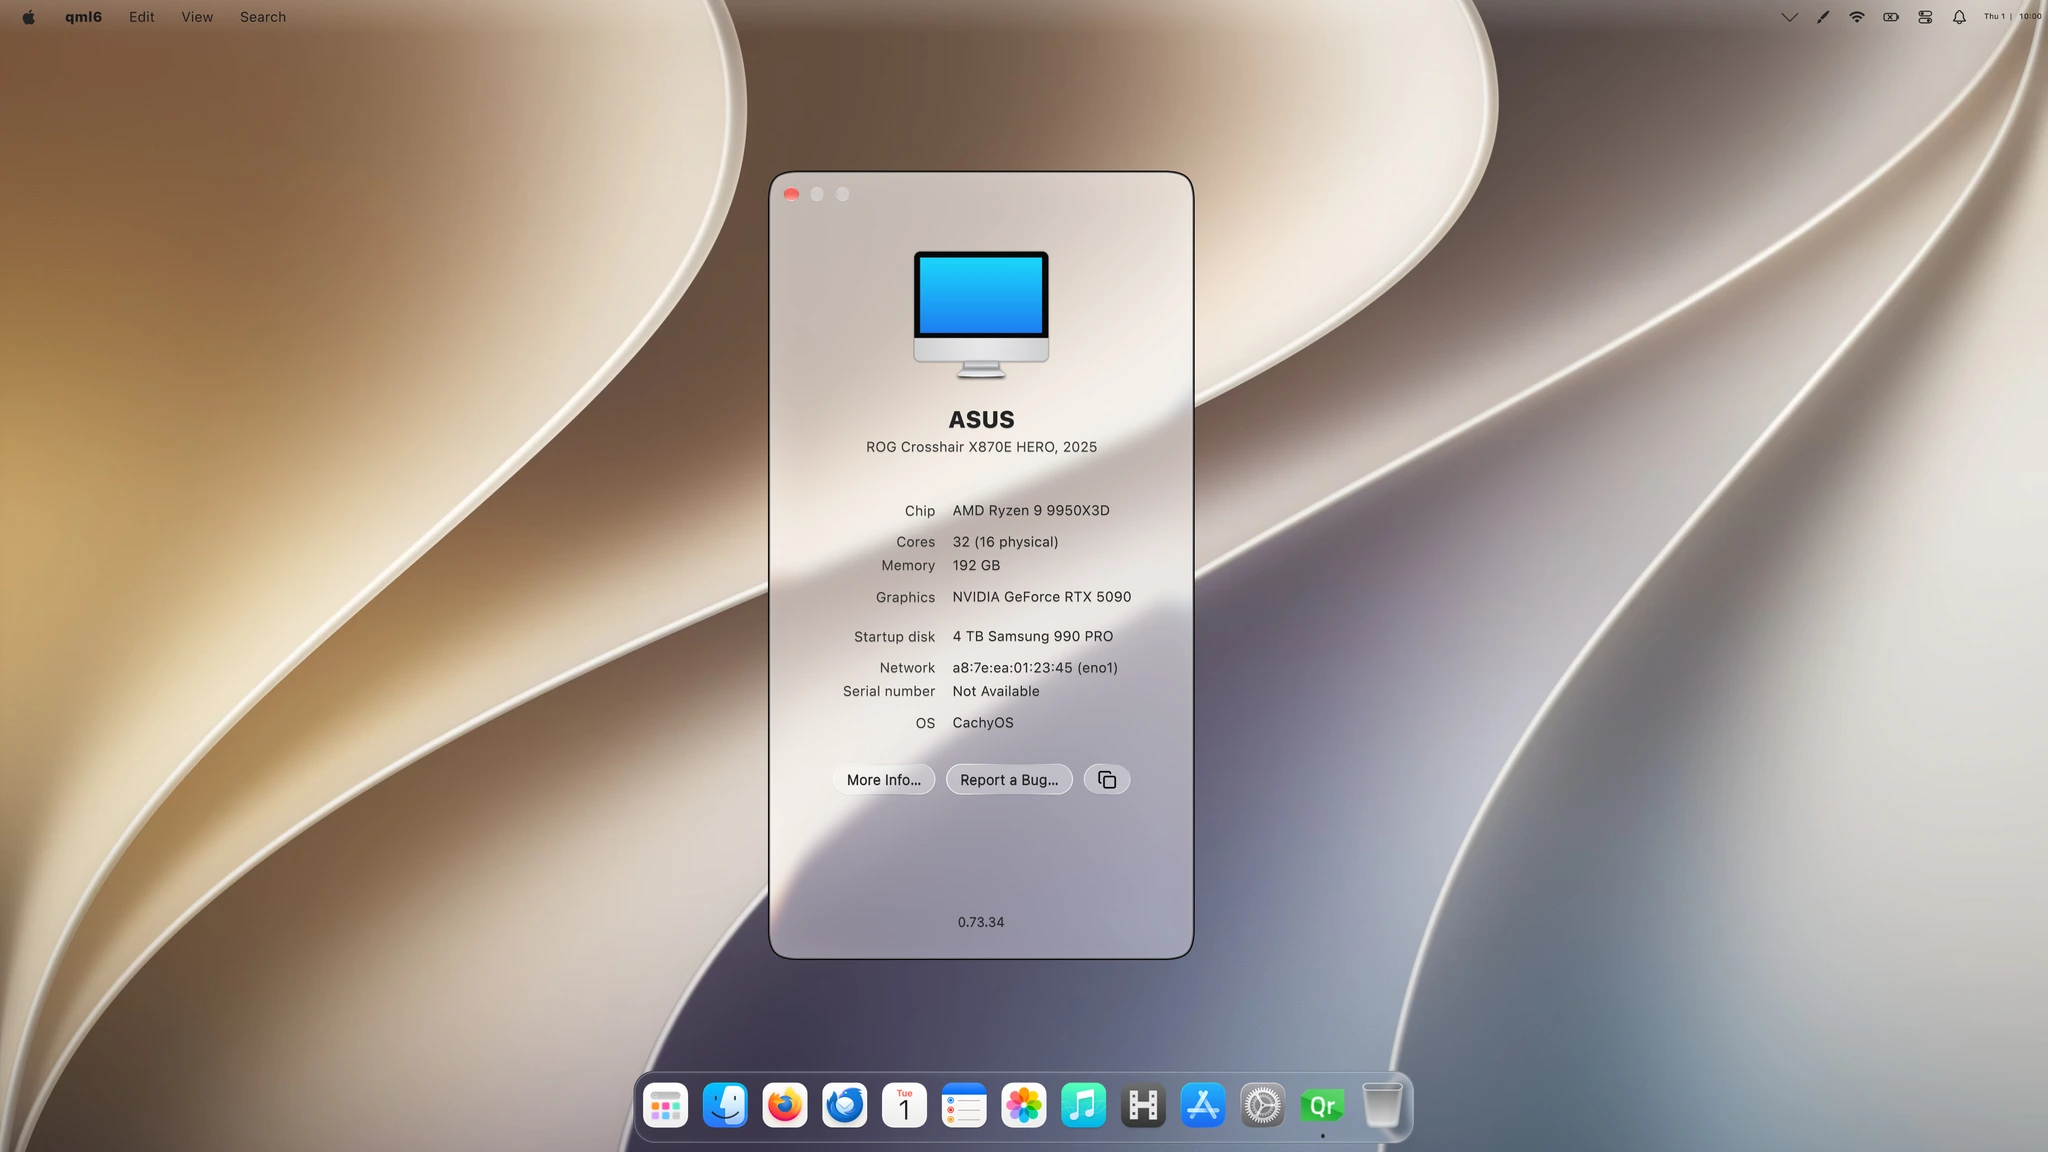 qml6 Edit View Search
Thu 1 | 10:00
ASUS
ROG Crosshair X870E HERO, 2025
Chip AMD Ryzen 9 9950X3D
Cores 32 (16 physical)
Memory 192 GB
Graphics NVIDIA GeForce RTX 5090
Startup disk 4 TB Samsung 990 PRO
Network a8:7e:ea:01:23:45 (eno1)
Serial number Not Available
OS CachyOS
More Info... Report a Bug...
0.73.34
Tue
1
Qr